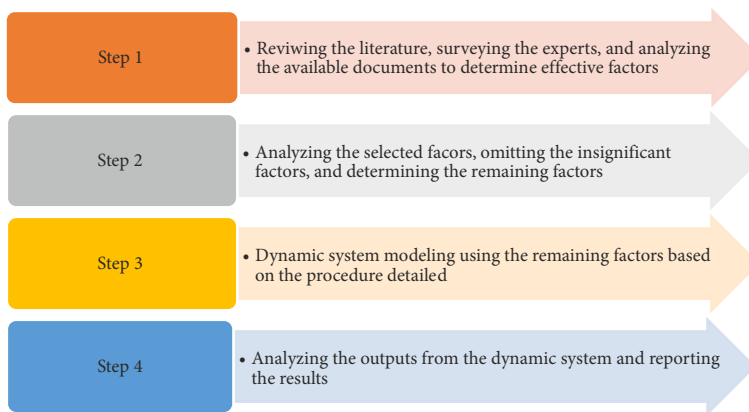 Step 1
• Reviwing the literature, surveying the experts, and analyzing
the available documents to determine effective factors
Step 2
• Analyzing the selected facors, omitting the insignificant
factors, and determining the remaining factors
Step 3
• Dynamic system modeling using the remaining factors based
on the procedure detailed
Step 4
• Analyzing the outputs from the dynamic system and reporting
the results